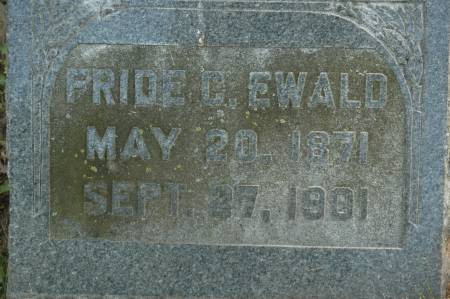 FRIDE C. EWALD
MAY 20, 1871
SEPT. 27, 1901